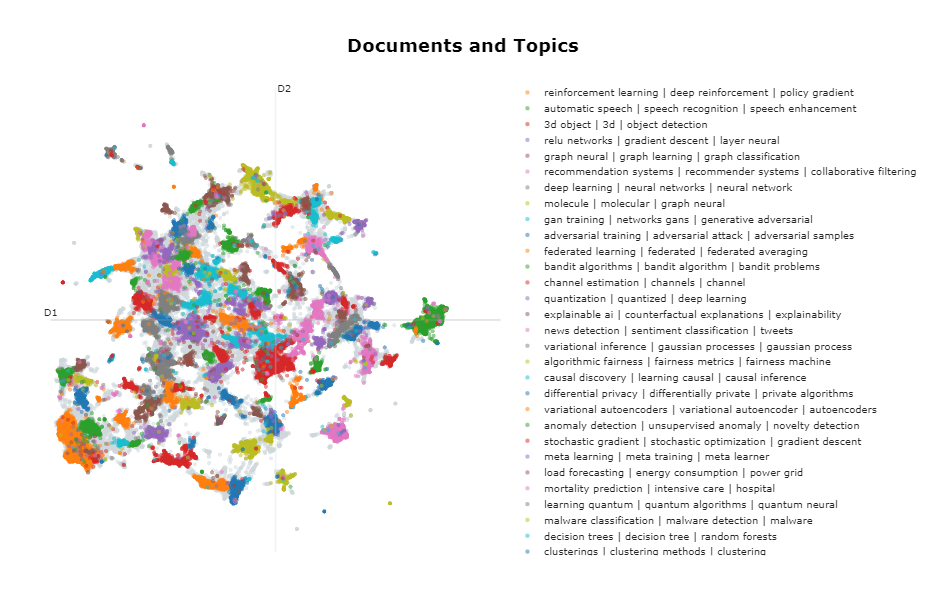 Documents and Topics
D2
D1
reinforcement learning | deep reinforcement | policy gradient
automatic speech | speech recognition | speech enhancement
3d object | 3d | object detection
relu networks | gradient descent | layer neural
graph neural | graph learning | graph classification
recommendation systems | recommender systems | collaborative filtering
deep learning | neural networks | neural network
molecule | molecular | graph neural
gan training | networks gans | generative adversarial
adversarial training | adversarial attack | adversarial samples
federated learning | federated | federated averaging
bandit algorithms | bandit algorithm | bandit problems
channel estimation | channels | channel
quantization | quantized | deep learning
explainable ai | counterfactual explanations | explainability
news detection | sentiment classification | tweets
variational inference | gaussian processes | gaussian process
algorithmic fairness | fairness metrics | fairness machine
causal discovery | learning causal | causal inference
differential privacy | differentially private | private algorithms
variational autoencoders | variational autoencoder | autoencoders
anomaly detection | unsupervised anomaly | novelty detection
stochastic gradient | stochastic optimization | gradient descent
meta learning | meta training | meta learner
load forecasting | energy consumption | power grid
mortality prediction | intensive care | hospital
learning quantum | quantum algorithms | quantum neural
malware classification | malware detection | malware
decision trees | decision tree | random forests
clusterings | clustering methods | clustering